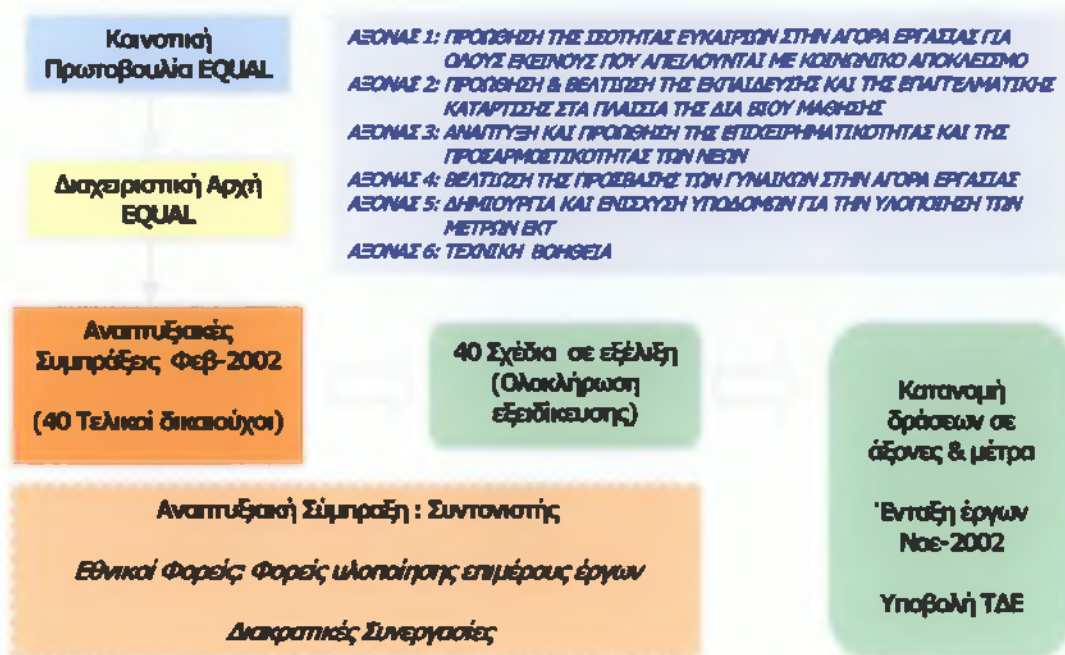 Κοινοτική
Πρωτοβουλία EQUAL
ΑΞΟΝΑΣ 1: ΠΡΟΩΘΗΣΗ ΤΗΣ ΙΣΟΤΗΤΑΣ ΕΥΚΑΙΡΙΩΝ ΣΤΗΝ ΑΓΟΡΑ ΕΡΓΑΣΙΑΣ ΓΙΑ
ΟΛΟΥΣ ΕΚΕΙΝΟΥΣ ΠΟΥ ΑΠΕΙΛΟΥΝΤΑΙ ΜΕ ΚΟΙΝΩΝΙΚΟ ΑΠΟΚΛΕΙΣΜΟ
ΑΞΟΝΑΣ 2: ΠΡΟΩΘΗΣΗ & ΒΕΛΤΙΩΣΗ ΤΗΣ ΕΚΠΑΙΔΕΥΣΗΣ ΚΑΙ ΤΗΣ ΕΠΑΓΓΕΛΜΑΤΙΚΗΣ
ΚΑΤΑΡΤΙΣΗΣ ΣΤΑ ΠΛΑΙΣΙΑ ΤΗΣ ΔΙΑ ΒΙΟΥ ΜΑΘΗΣΗΣ
ΑΞΟΝΑΣ 3: ΑΝΑΠΤΥΞΗ ΚΑΙ ΠΡΟΩΘΗΣΗ ΤΗΣ ΕΠΙΧΕΙΡΗΜΑΤΙΚΟΤΗΤΑΣ ΚΑΙ ΤΗΣ
ΠΡΟΣΑΡΜΟΣΤΙΚΟΤΗΤΑΣ ΤΩΝ ΝΕΩΝ
ΑΞΟΝΑΣ 4: ΒΕΛΤΙΩΣΗ ΤΗΣ ΠΡΟΣΒΑΣΗΣ ΤΩΝ ΓΥΝΑΙΚΩΝ ΣΤΗΝ ΑΓΟΡΑ ΕΡΓΑΣΙΑΣ
ΑΞΟΝΑΣ 5: ΔΗΜΙΟΥΡΓΙΑ ΚΑΙ ΕΝΙΣΧΥΣΗ ΥΠΟΔΟΜΩΝ ΓΙΑ ΤΗΝ ΥΛΟΠΟΙΗΣΗ ΤΩΝ
ΜΕΤΡΩΝ ΕΚΤ
ΑΞΟΝΑΣ 6: ΤΕΧΝΙΚΗ ΒΟΗΘΕΙΑ
Διαχειριστική Αρχή
EQUAL
Αναπτυξιακές
Συμπράξεις Φεβ-2002
(40 Τελικοί δικαιούχοι)
40 Σχέδια σε εξέλιξη
(Ολοκλήρωση
εξειδίκευσης)
Κατανομή
δράσεων σε
άξονες & μέτρα
Ένταξη έργων
Νοε-2002
Υποβολή ΤΔΕ
Αναπτυξιακή Σύμπραξη : Συντονιστής
Εθνικοί Φορείς: Φορείς υλοποίησης επιμέρους έργων
Διακρατικές Συνεργασίες